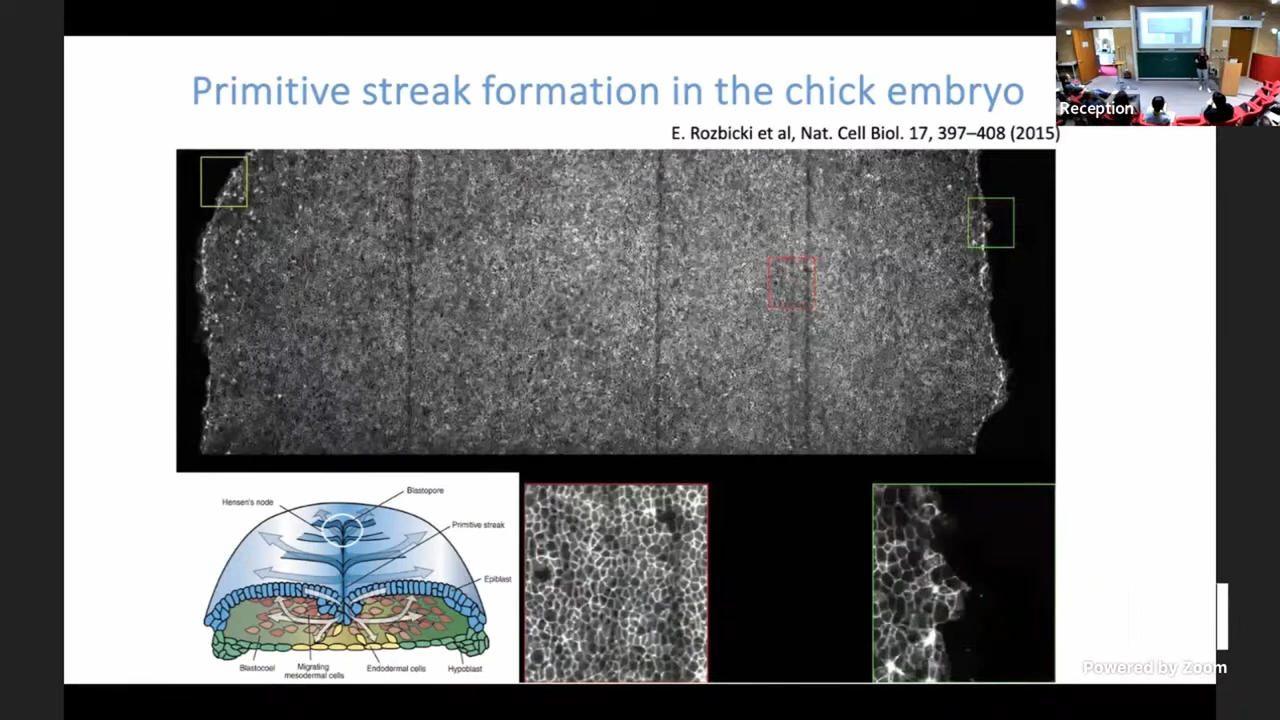 Primitive streak formation in the chick embryo
Reception
E. Rozbicki et al, Nat. Cell Biol. 17, 397–408 (2015)
Blastopore
Hensen's node
Primitive streak
Epiblast
Blastocoel
Migrating
mesodermal cells
Endodermal cells
Hypoblast
Powered by Zoom